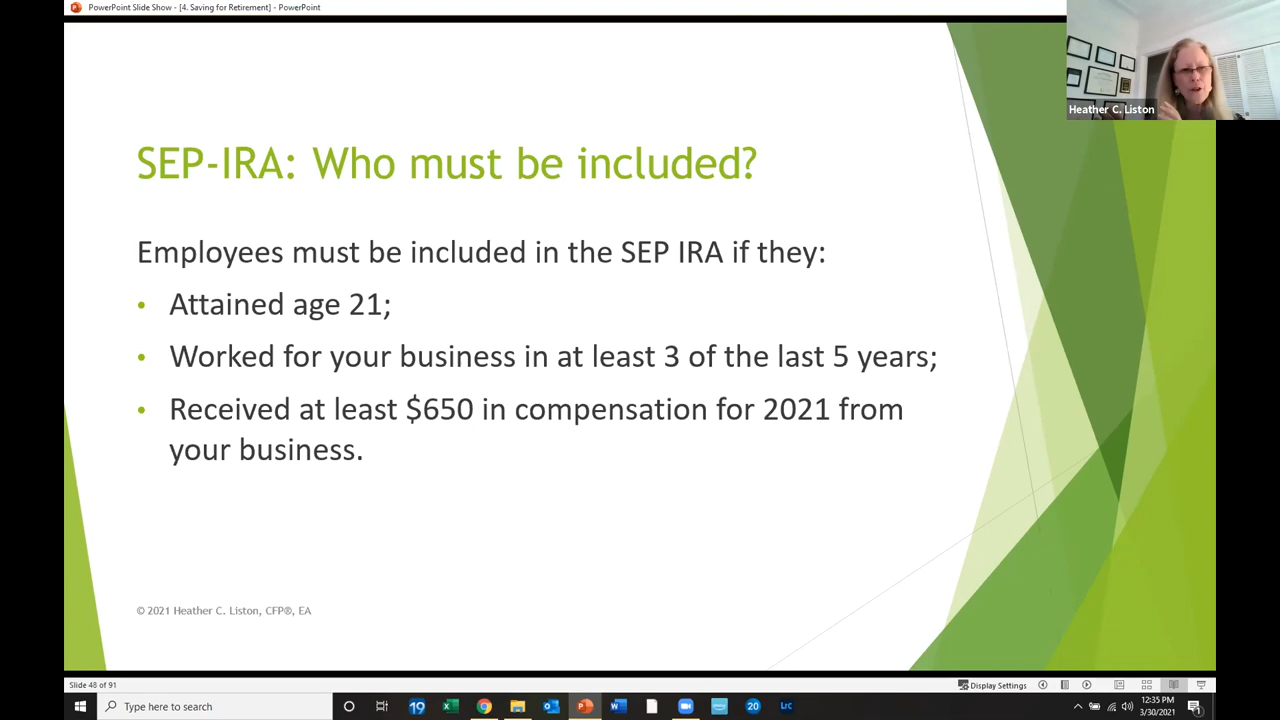 PowerPoint Slide Show - [4. Saving for Retirement] - PowerPoint
Heather C. Liston
SEP-IRA: Who must be included?
Employees must be included in the SEP IRA if they:
• Attained age 21;
• Worked for your business in at least 3 of the last 5 years;
• Received at least $650 in compensation for 2021 from
your business.
© 2021 Heather C. Liston, CFP®, EA
Slide 48 of 91
Display Settings
Type here to search
19
20
Lrc
12:35 PM
3/30/2021